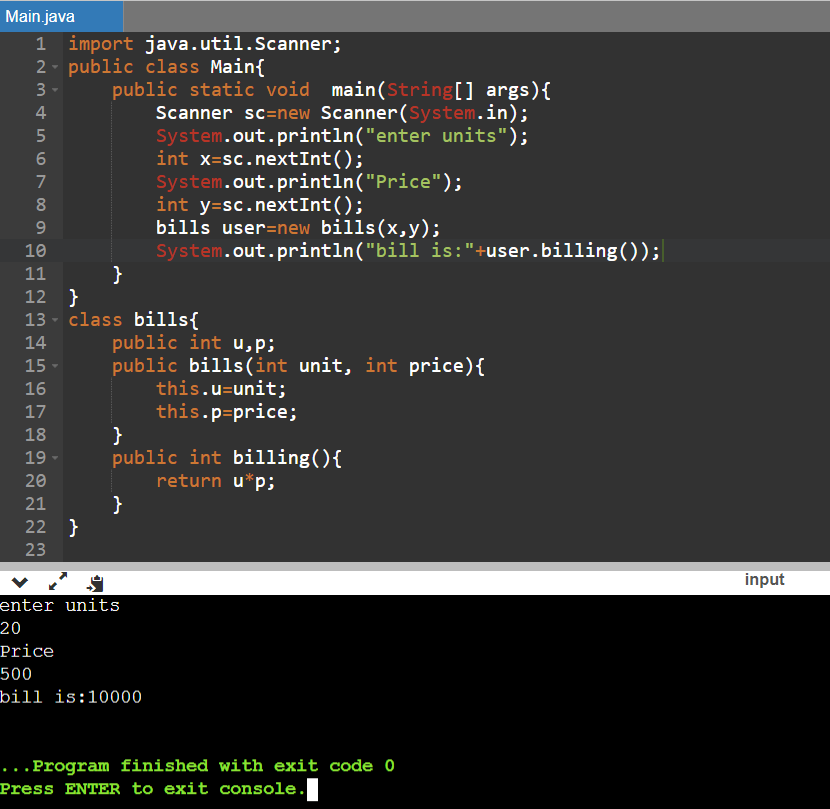 Main.java
1 import java.util.Scanner;
2 public class Main{
3 public static void  main(String[] args){
4 Scanner sc=new Scanner(System.in);
5 System.out.println("enter units");
6 int x=sc.nextInt();
7 System.out.println("Price");
8 int y=sc.nextInt();
9 bills user=new bills(x,y);
10 System.out.println("bill is:"+user.billing());
11 }
12 }
13 class bills{
14 public int u,p;
15 public bills(int unit, int price){
16 this.u=unit;
17 this.p=price;
18 }
19 public int billing(){
20 return u*p;
21 }
22 }
23
input
enter units
20
Price
500
bill is:10000
...Program finished with exit code 0
Press ENTER to exit console.